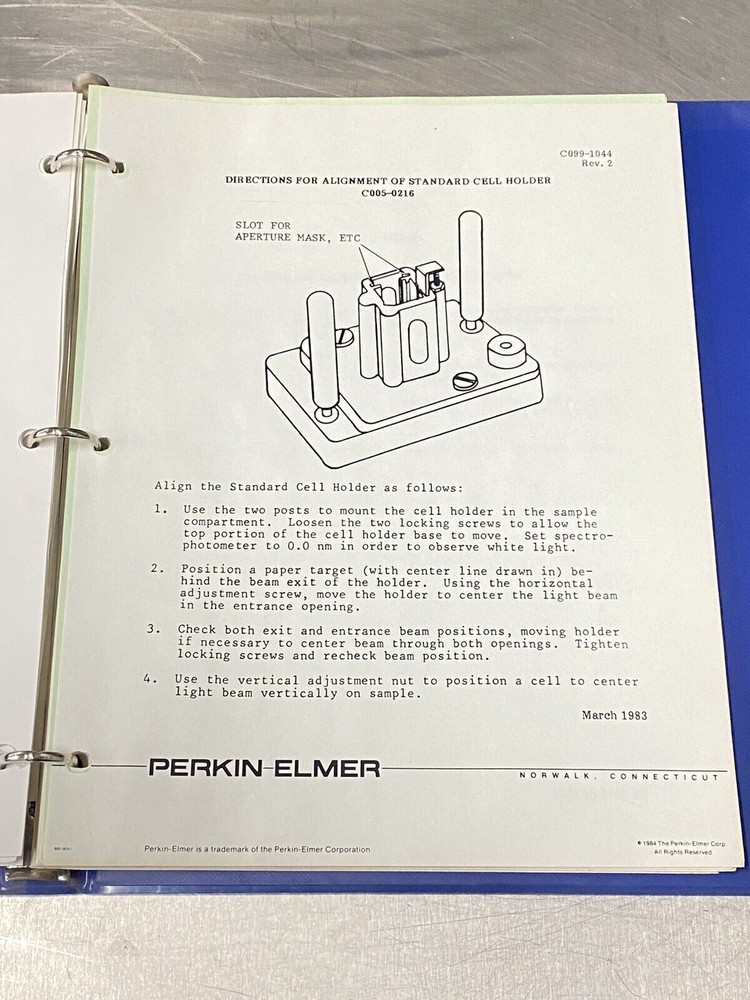 C099-1044
Rev. 2
DIRECTIONS FOR ALIGNMENT OF STANDARD CELL HOLDER
C005-0216
SLOT FOR
APERTURE MASK, ETC
Align the Standard Cell Holder as follows:
1. Use the two posts to mount the cell holder in the sample
compartment. Loosen the two locking screws to allow the
top portion of the cell holder base to move. Set spectro-
photometer to 0.0 nm in order to observe white light.
2. Position a paper target (with center line drawn in) be-
hind the beam exit of the holder. Using the horizontal
adjustment screw, move the holder to center the light beam
in the entrance opening.
3. Check both exit and entrance beam positions, moving holder
if necessary to center beam through both openings. Tighten
locking screws and recheck beam position.
4. Use the vertical adjustment nut to position a cell to center
light beam vertically on sample.
March 1983
PERKIN-ELMER
NORWALK, CONNECTICUT
Perkin-Elmer is a trademark of the Perkin-Elmer Corporation
© 1984 The Perkin-Elmer Corp
All Rights Reserved